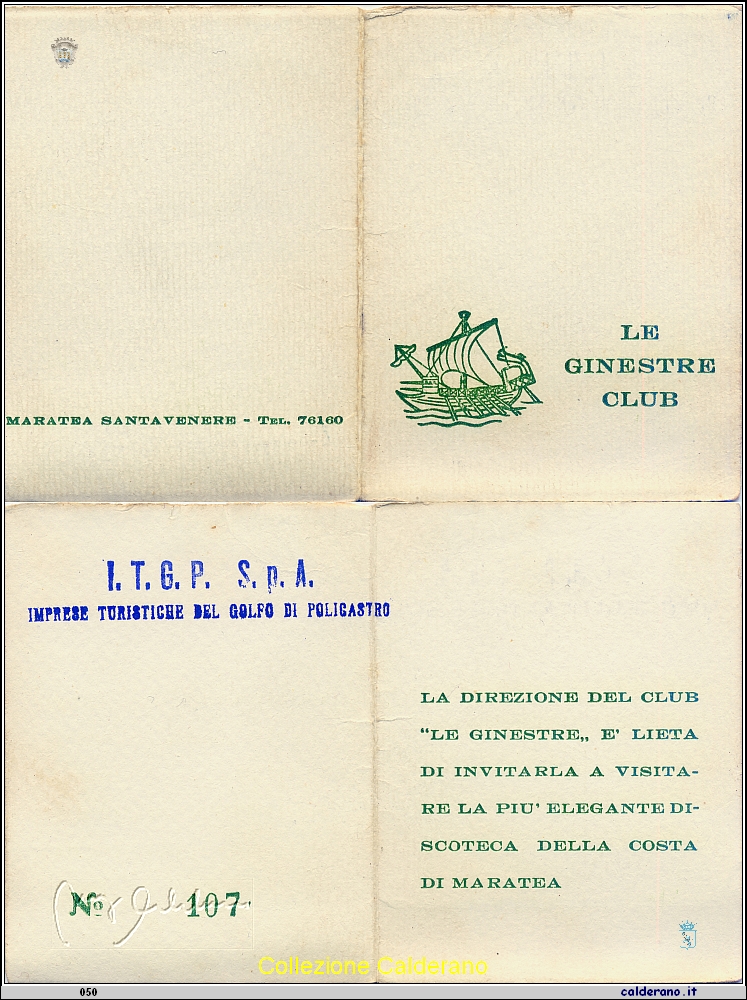 MARATEA SANTAVENERE - TEL. 76160
LE
GINESTRE
CLUB
I. T. G. P. S. p. A.
IMPRESE TURISTICHE DEL GOLFO DI POLICASTRO
No 107
LA DIREZIONE DEL CLUB
“LE GINESTRE„ E' LIETA
DI INVITARLA A VISITA-
RE LA PIU' ELEGANTE DI-
SCOTECA DELLA COSTA
DI MARATEA
Collezione Calderano
050
calderano.it